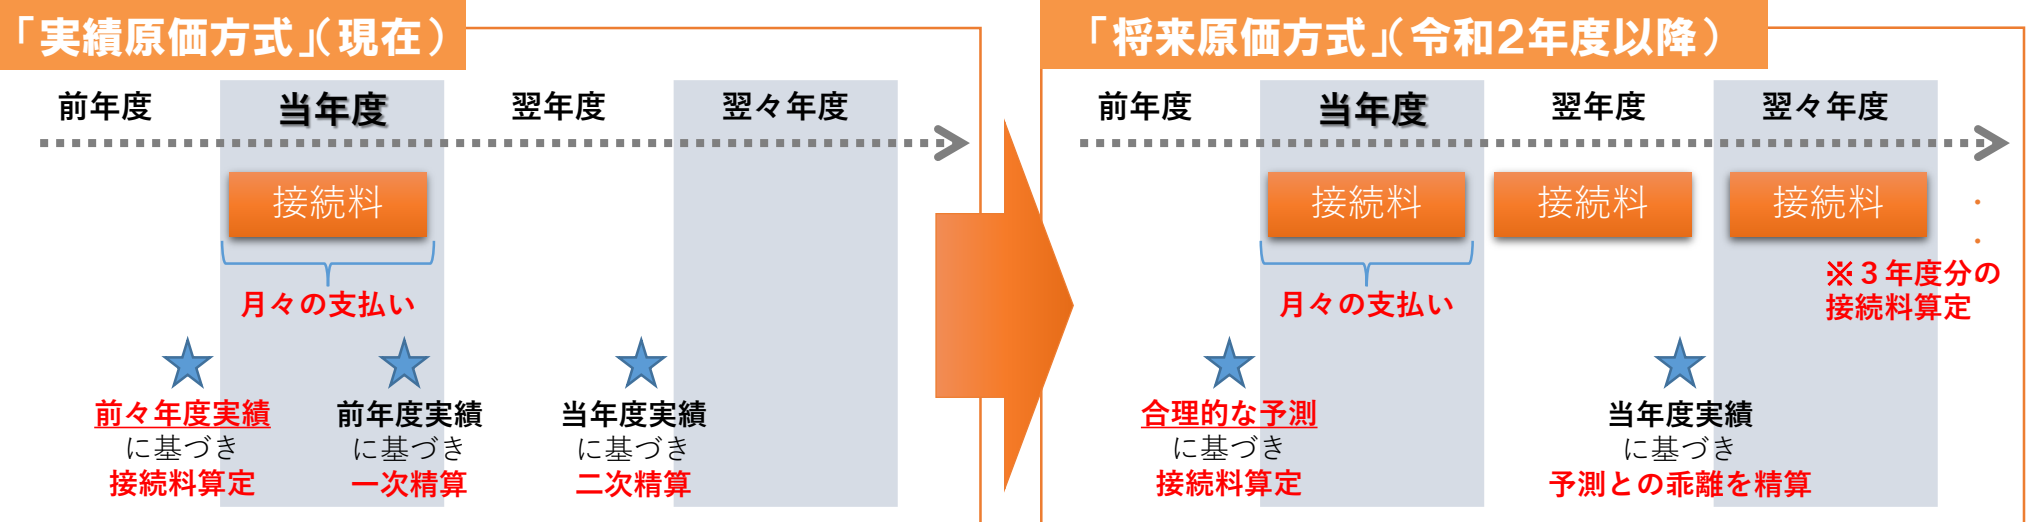 「実績原価方式」(現在)
前年度
当年度
翌年度
翌々年度
接続料
月々の支払い
前々年度実績
に基づき
接続料算定
前年度実績
に基づき
一次精算
当年度実績
に基づき
二次精算
「将来原価方式」(令和2年度以降)
前年度
当年度
翌年度
翌々年度
接続料
接続料
接続料
・
・
※３年度分の
接続料算定
月々の支払い
合理的な予測
に基づき
接続料算定
当年度実績
に基づき
予測との乖離を精算